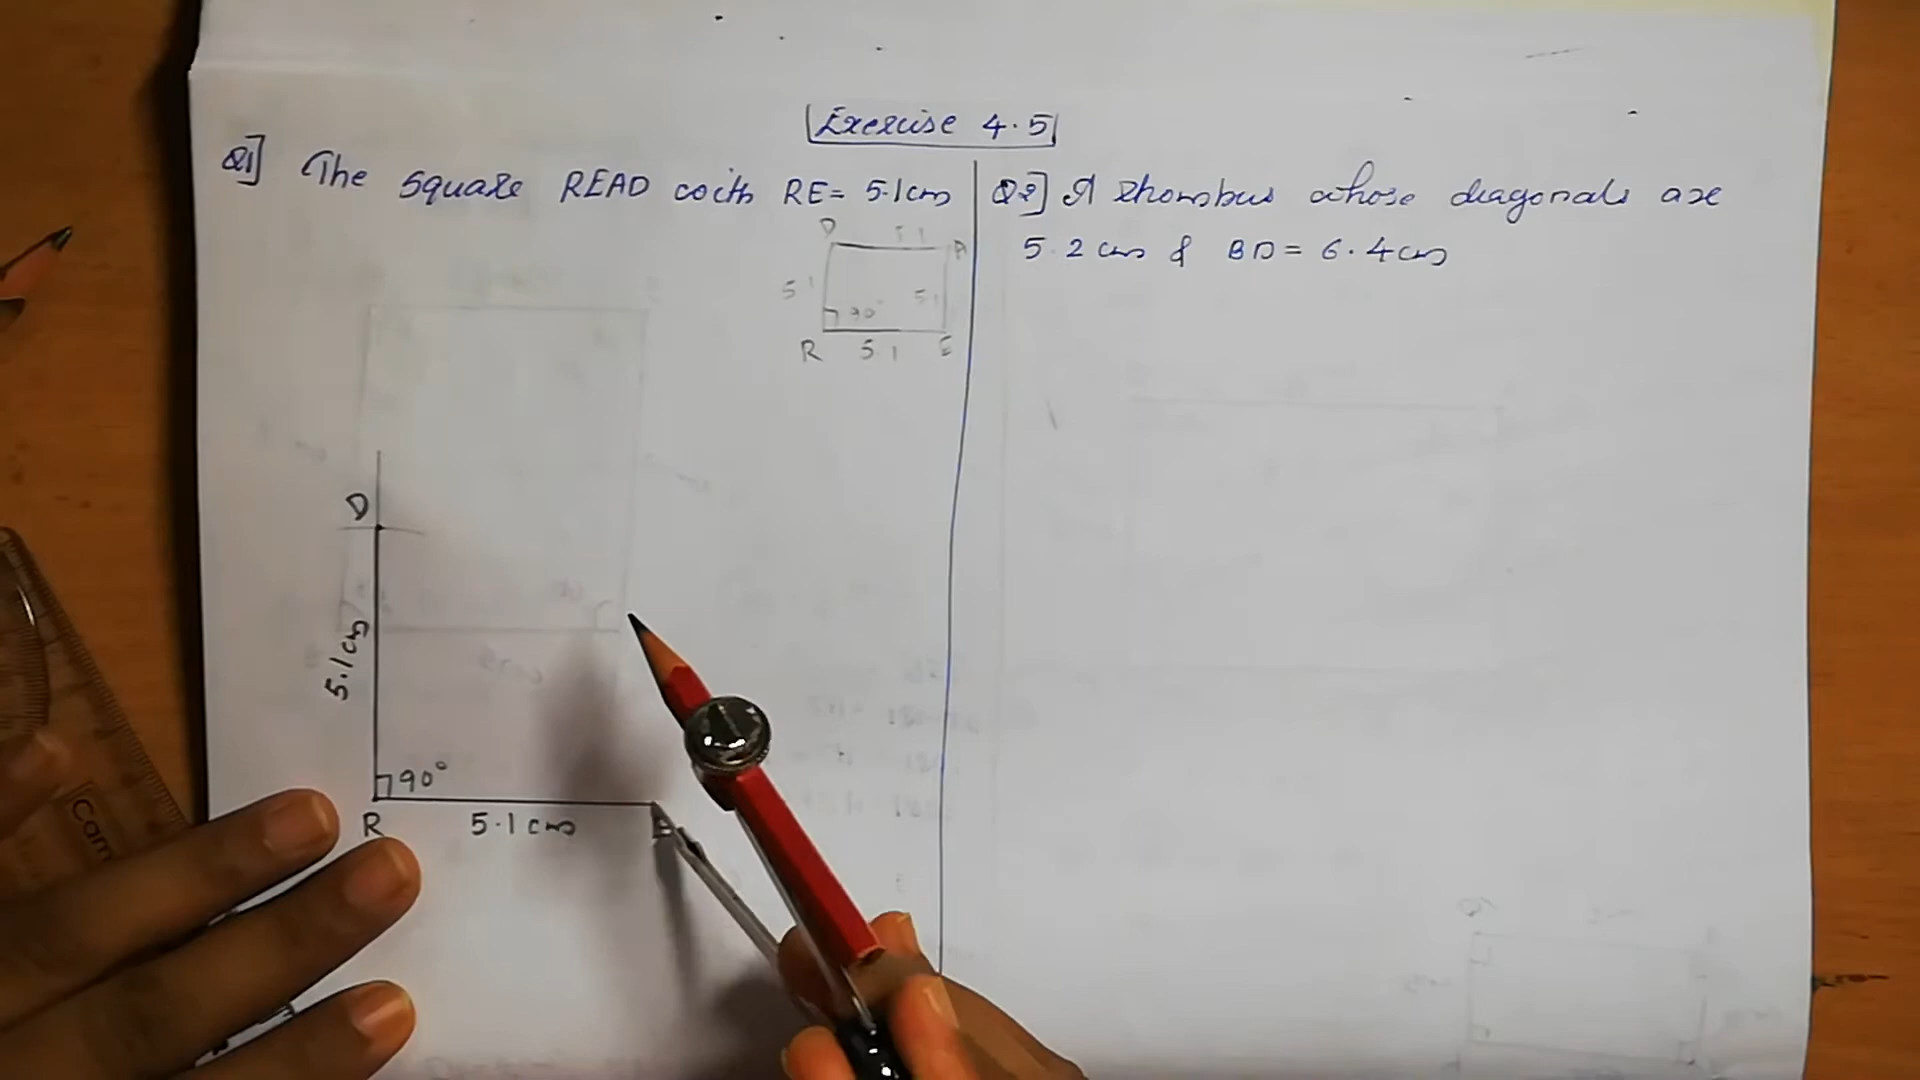 Exercise 4.5
Q1] The square READ with RE = 5.1cm
D 5.1 A
5.1 90° 5.1
R 5.1 E
Q2] A rhombus whose diagonals are
5.2 cm & BD = 6.4cm
D
5.1cm
90°
R 5.1cm E
Cam